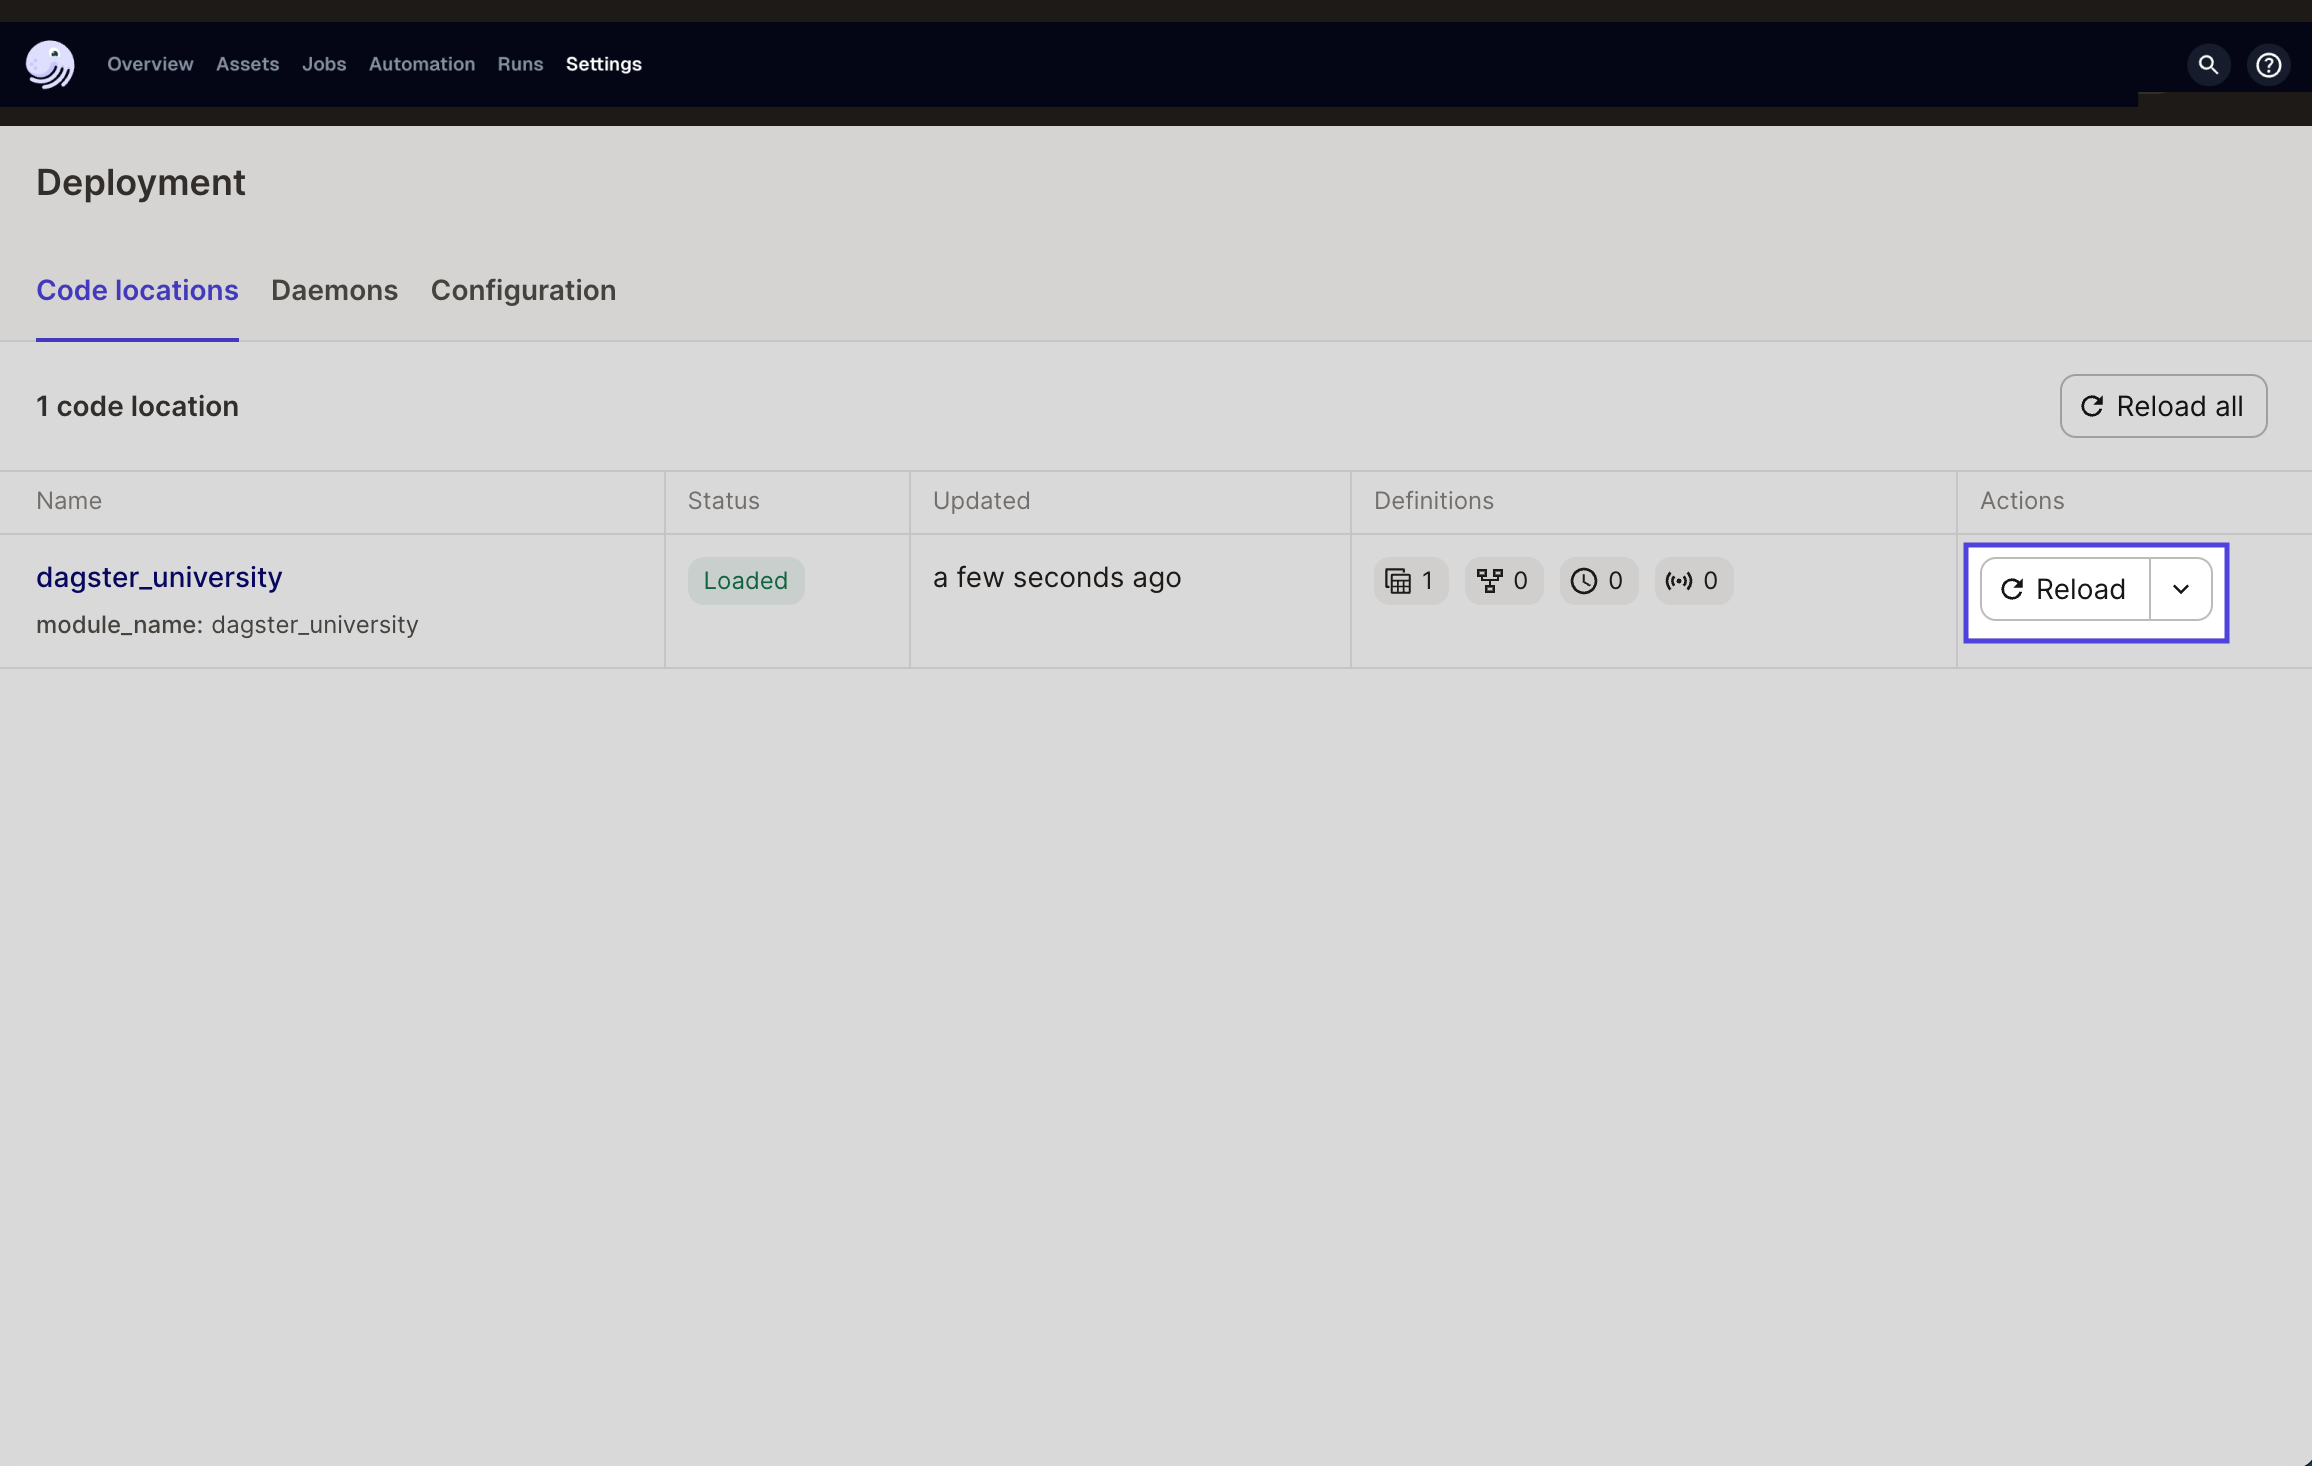 Overview Assets Jobs Automation Runs Settings
Deployment
Code locations Daemons Configuration
1 code location Reload all
Name Status Updated Definitions Actions
dagster_university Loaded a few seconds ago 1 0 0 0 Reload
module_name: dagster_university